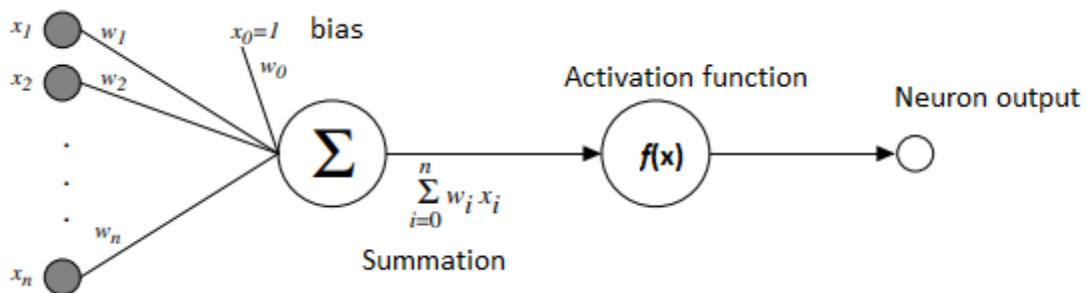 x1
w1
x2
w2
.
.
.
wn
xn
x0=1 bias
w0
Σ
n
Σ wi xi
i=0
Summation
Activation function
f(x)
Neuron output